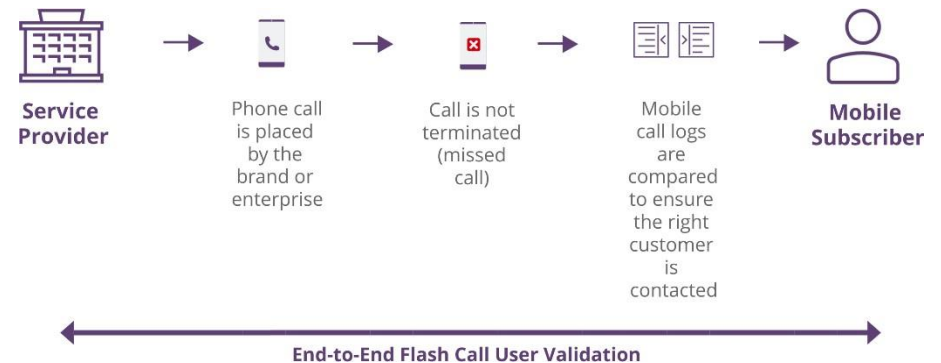 Service
Provider
Phone call
is placed
by the
brand or
enterprise
Call is not
terminated
(missed
call)
Mobile
call logs
are
compared
to ensure
the right
customer
is
contacted
Mobile
Subscriber
End-to-End Flash Call User Validation